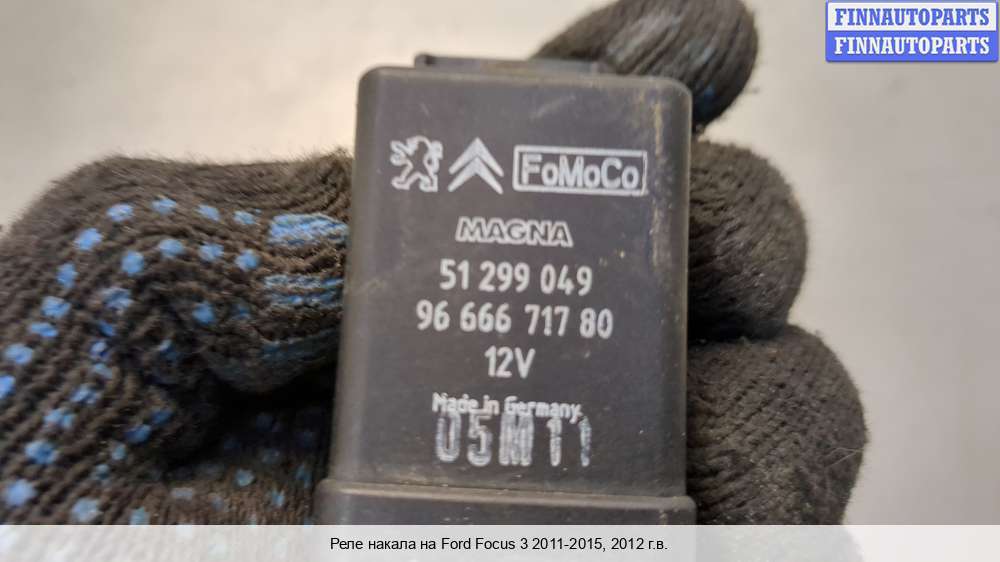 FINNAUTOPARTS
FINNAUTOPARTS
FoMoCo
MAGNA
51 299 049
96 666 717 80
12V
Made in Germany
05M11
Реле накала на Ford Focus 3 2011-2015, 2012 г.в.